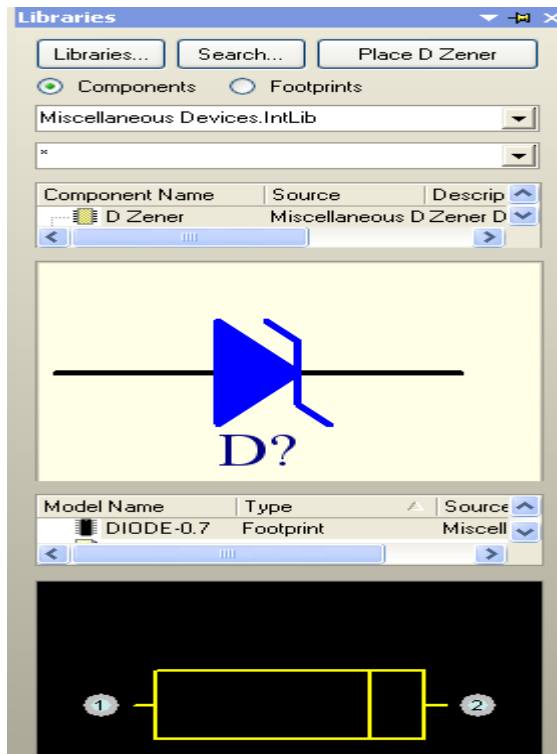 Libraries
Libraries... Search... Place D Zener
Components Footprints
Miscellaneous Devices.IntLib
*
Component Name Source Descrip
D Zener Miscellaneous D Zener D
D?
Model Name Type Source
DIODE-0.7 Footprint Miscell
1 2